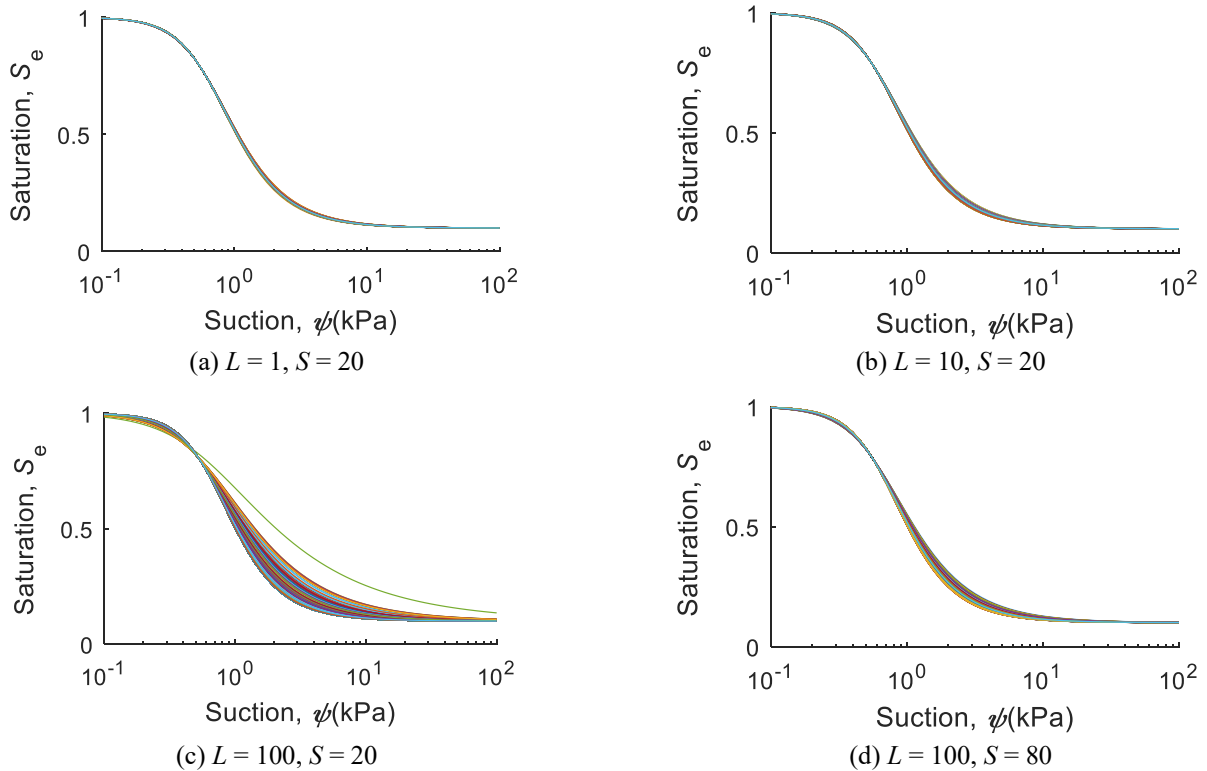 1
0.5
0
Saturation, Sₑ
10⁻¹ 10⁰ 10¹ 10²
Suction, ψ(kPa)
(a) L = 1, S = 20
1
0.5
0
Saturation, Sₑ
10⁻¹ 10⁰ 10¹ 10²
Suction, ψ(kPa)
(b) L = 10, S = 20
1
0.5
0
Saturation, Sₑ
10⁻¹ 10⁰ 10¹ 10²
Suction, ψ(kPa)
(c) L = 100, S = 20
1
0.5
0
Saturation, Sₑ
10⁻¹ 10⁰ 10¹ 10²
Suction, ψ(kPa)
(d) L = 100, S = 80